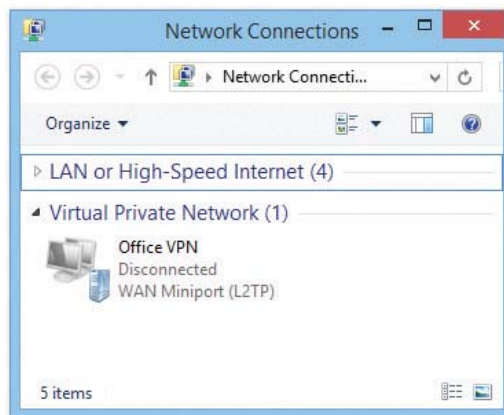 Network Connections
Network Connecti...
Organize
LAN or High-Speed Internet (4)
Virtual Private Network (1)
Office VPN
Disconnected
WAN Miniport (L2TP)
5 items